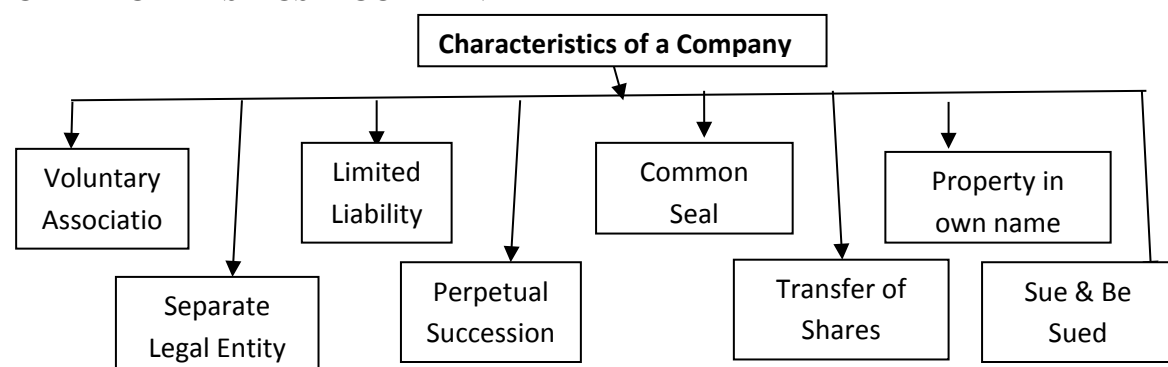 Characteristics of a Company
Voluntary
Associatio
Limited
Liability
Common
Seal
Property in
own name
Separate
Legal Entity
Perpetual
Succession
Transfer of
Shares
Sue & Be
Sued